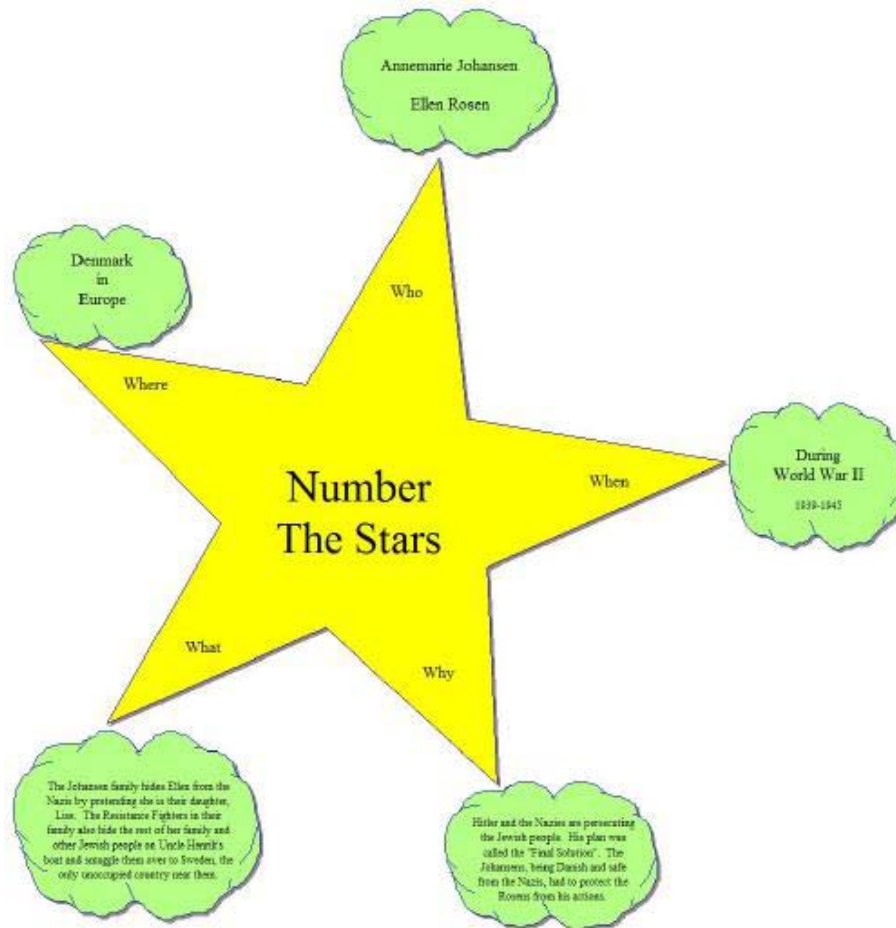 Annemarie Johansen
Ellen Rosen
Denmark
in
Europe
Who
Where
During
World War II
1939-1945
When
Number
The Stars
What
Why
The Johansen family hides Ellen from the
Nazis by pretending she is their daughter,
Lise. The Resistance Fighters in their
family also hide the rest of her family and
other Jewish people on Uncle Henrik's
boat and smuggle them over to Sweden, the
only unoccupied country near them.
Hitler and the Nazies are persecuting
the Jewish people. His plan was
called the "Final Solution". The
Johansens, being Danish and safe
from the Nazis, had to protect the
Rosens from his actions.